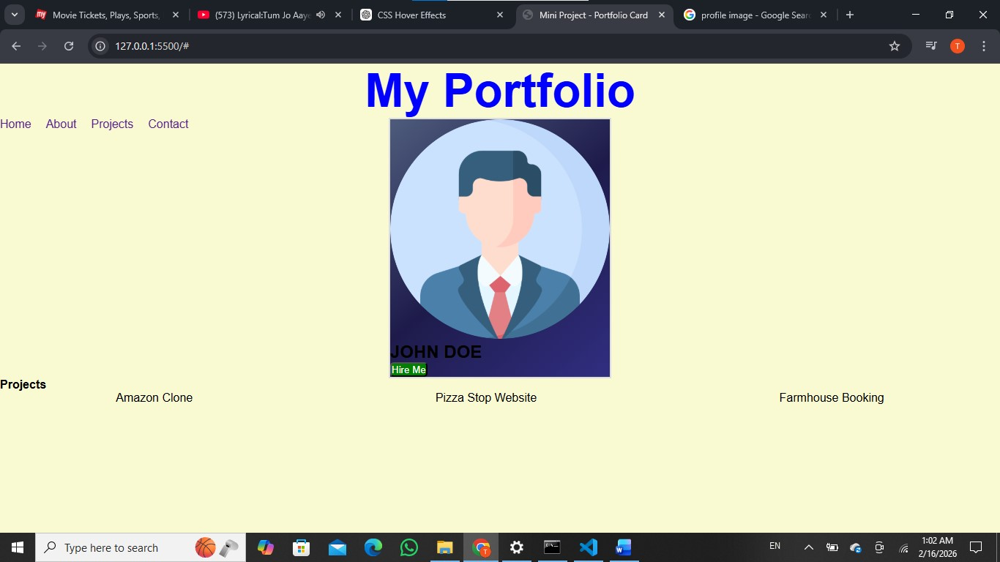 my Movie Tickets, Plays, Sports,
(573) Lyrical:Tum Jo Aaye
CSS Hover Effects
Mini Project - Portfolio Card
profile image - Google Sear
127.0.0.1:5500/#
T
My Portfolio
Home About Projects Contact
JOHN DOE
Hire Me
Projects
Amazon Clone Pizza Stop Website Farmhouse Booking
Type here to search
T
W
EN
1:02 AM
2/16/2026